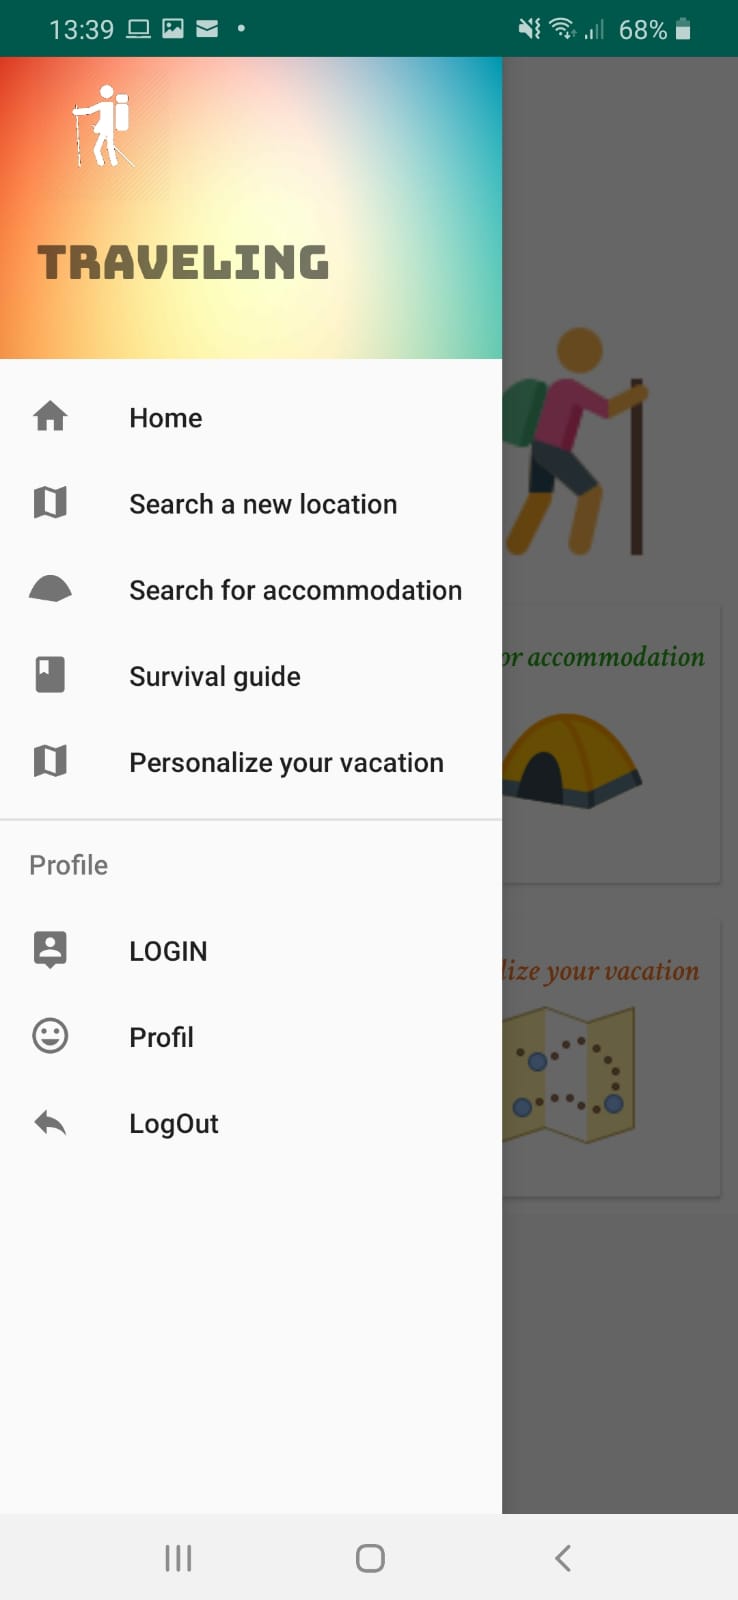 13:39
68%
TRAVELING
Home
Search a new location
Search for accommodation
or accommodation
Survival guide
Personalize your vacation
Profile
LOGIN
lize your vacation
Profil
LogOut